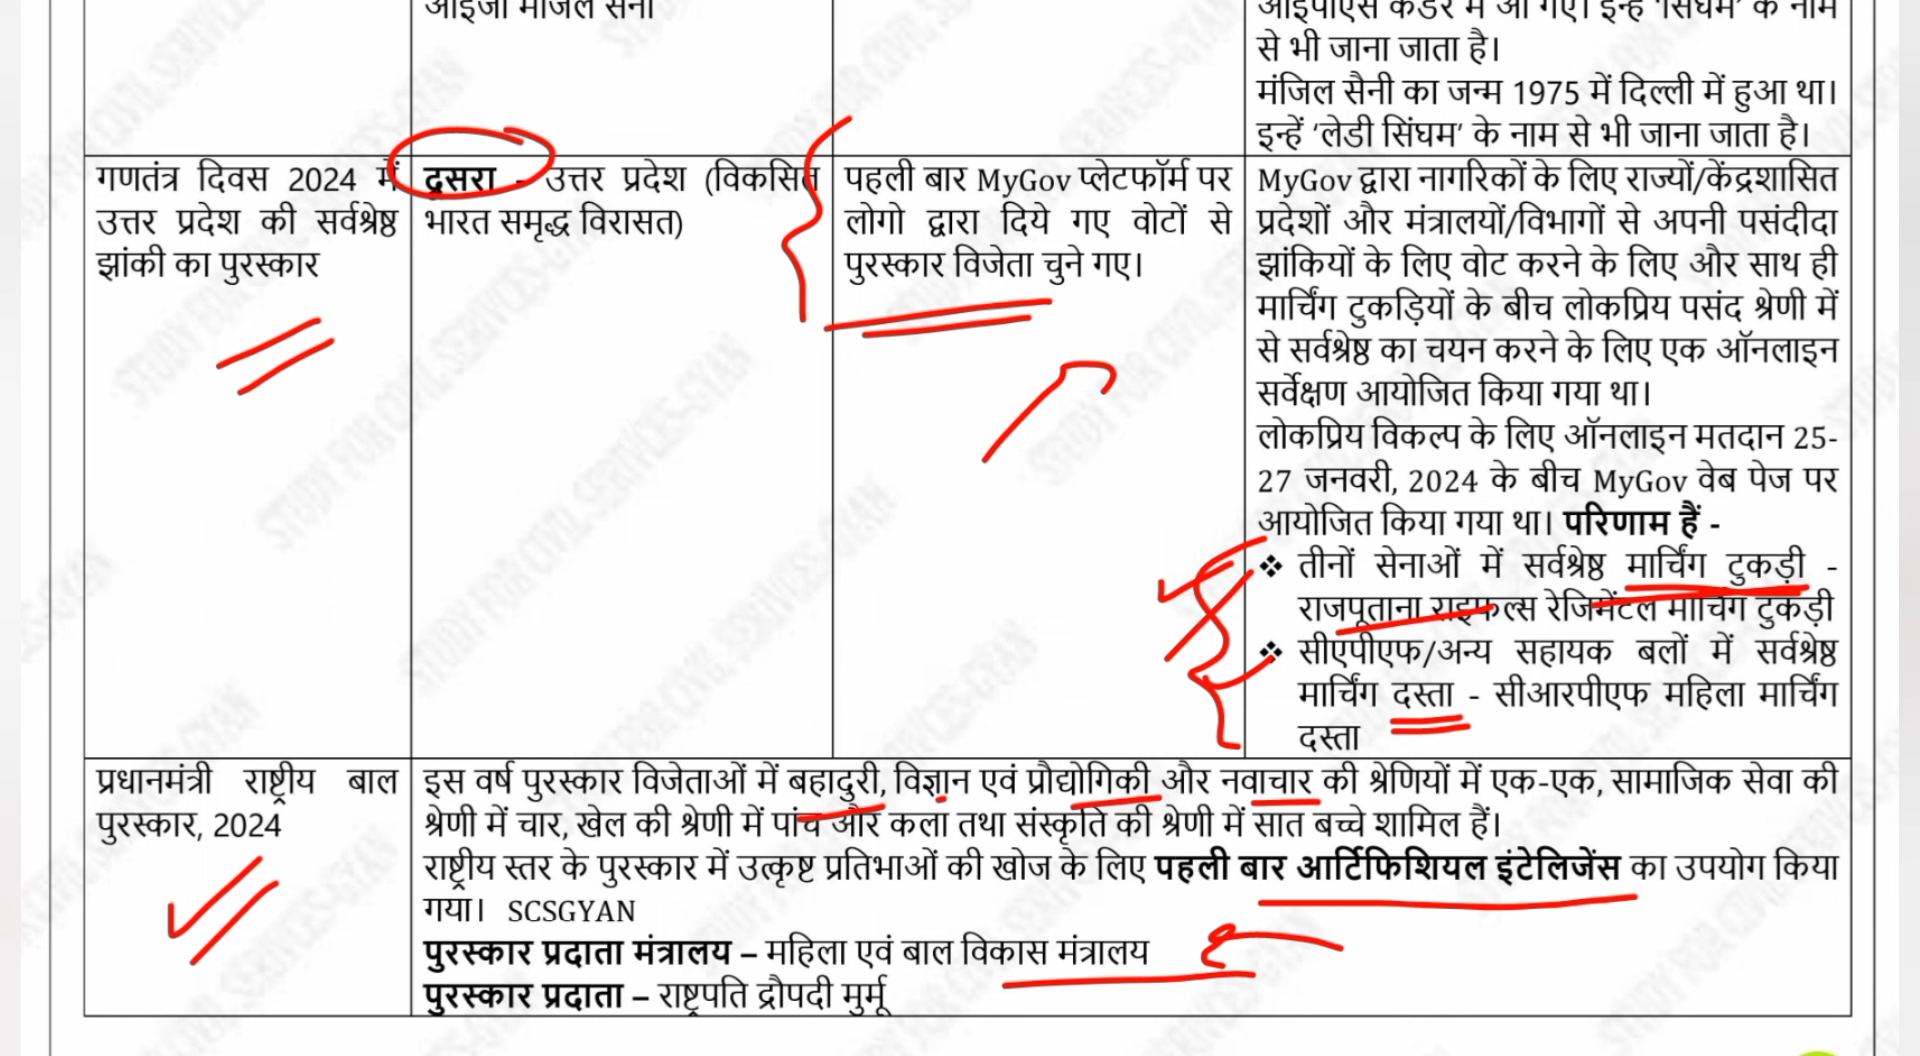 आईजी मंजिल सैनी
आईपीएस कैडर में आ गए। इन्हें 'सिंघम' के नाम
से भी जाना जाता है।
मंजिल सैनी का जन्म 1975 में दिल्ली में हुआ था।
इन्हें 'लेडी सिंघम' के नाम से भी जाना जाता है।
गणतंत्र दिवस 2024 में
उत्तर प्रदेश की सर्वश्रेष्ठ
झांकी का पुरस्कार
दूसरा - उत्तर प्रदेश (विकसित
भारत समृद्ध विरासत)
पहली बार MyGov प्लेटफॉर्म पर
लोगो द्वारा दिये गए वोटों से
पुरस्कार विजेता चुने गए।
MyGov द्वारा नागरिकों के लिए राज्यों/केंद्रशासित
प्रदेशों और मंत्रालयों/विभागों से अपनी पसंदीदा
झांकियों के लिए वोट करने के लिए और साथ ही
मार्चिंग टुकड़ियों के बीच लोकप्रिय पसंद श्रेणी में
से सर्वश्रेष्ठ का चयन करने के लिए एक ऑनलाइन
सर्वेक्षण आयोजित किया गया था।
लोकप्रिय विकल्प के लिए ऑनलाइन मतदान 25-
27 जनवरी, 2024 के बीच MyGov वेब पेज पर
आयोजित किया गया था। परिणाम हैं -
❖ तीनों सेनाओं में सर्वश्रेष्ठ मार्चिंग टुकड़ी -
राजपूताना राइफल्स रेजिमेंटल मार्चिंग टुकड़ी
❖ सीएपीएफ/अन्य सहायक बलों में सर्वश्रेष्ठ
मार्चिंग दस्ता - सीआरपीएफ महिला मार्चिंग
दस्ता
प्रधानमंत्री राष्ट्रीय बाल
पुरस्कार, 2024
इस वर्ष पुरस्कार विजेताओं में बहादुरी, विज्ञान एवं प्रौद्योगिकी और नवाचार की श्रेणियों में एक-एक, सामाजिक सेवा की
श्रेणी में चार, खेल की श्रेणी में पांच और कला तथा संस्कृति की श्रेणी में सात बच्चे शामिल हैं।
राष्ट्रीय स्तर के पुरस्कार में उत्कृष्ट प्रतिभाओं की खोज के लिए पहली बार आर्टिफिशियल इंटेलिजेंस का उपयोग किया
गया। SCSGYAN
पुरस्कार प्रदाता मंत्रालय – महिला एवं बाल विकास मंत्रालय
पुरस्कार प्रदाता – राष्ट्रपति द्रौपदी मुर्मू